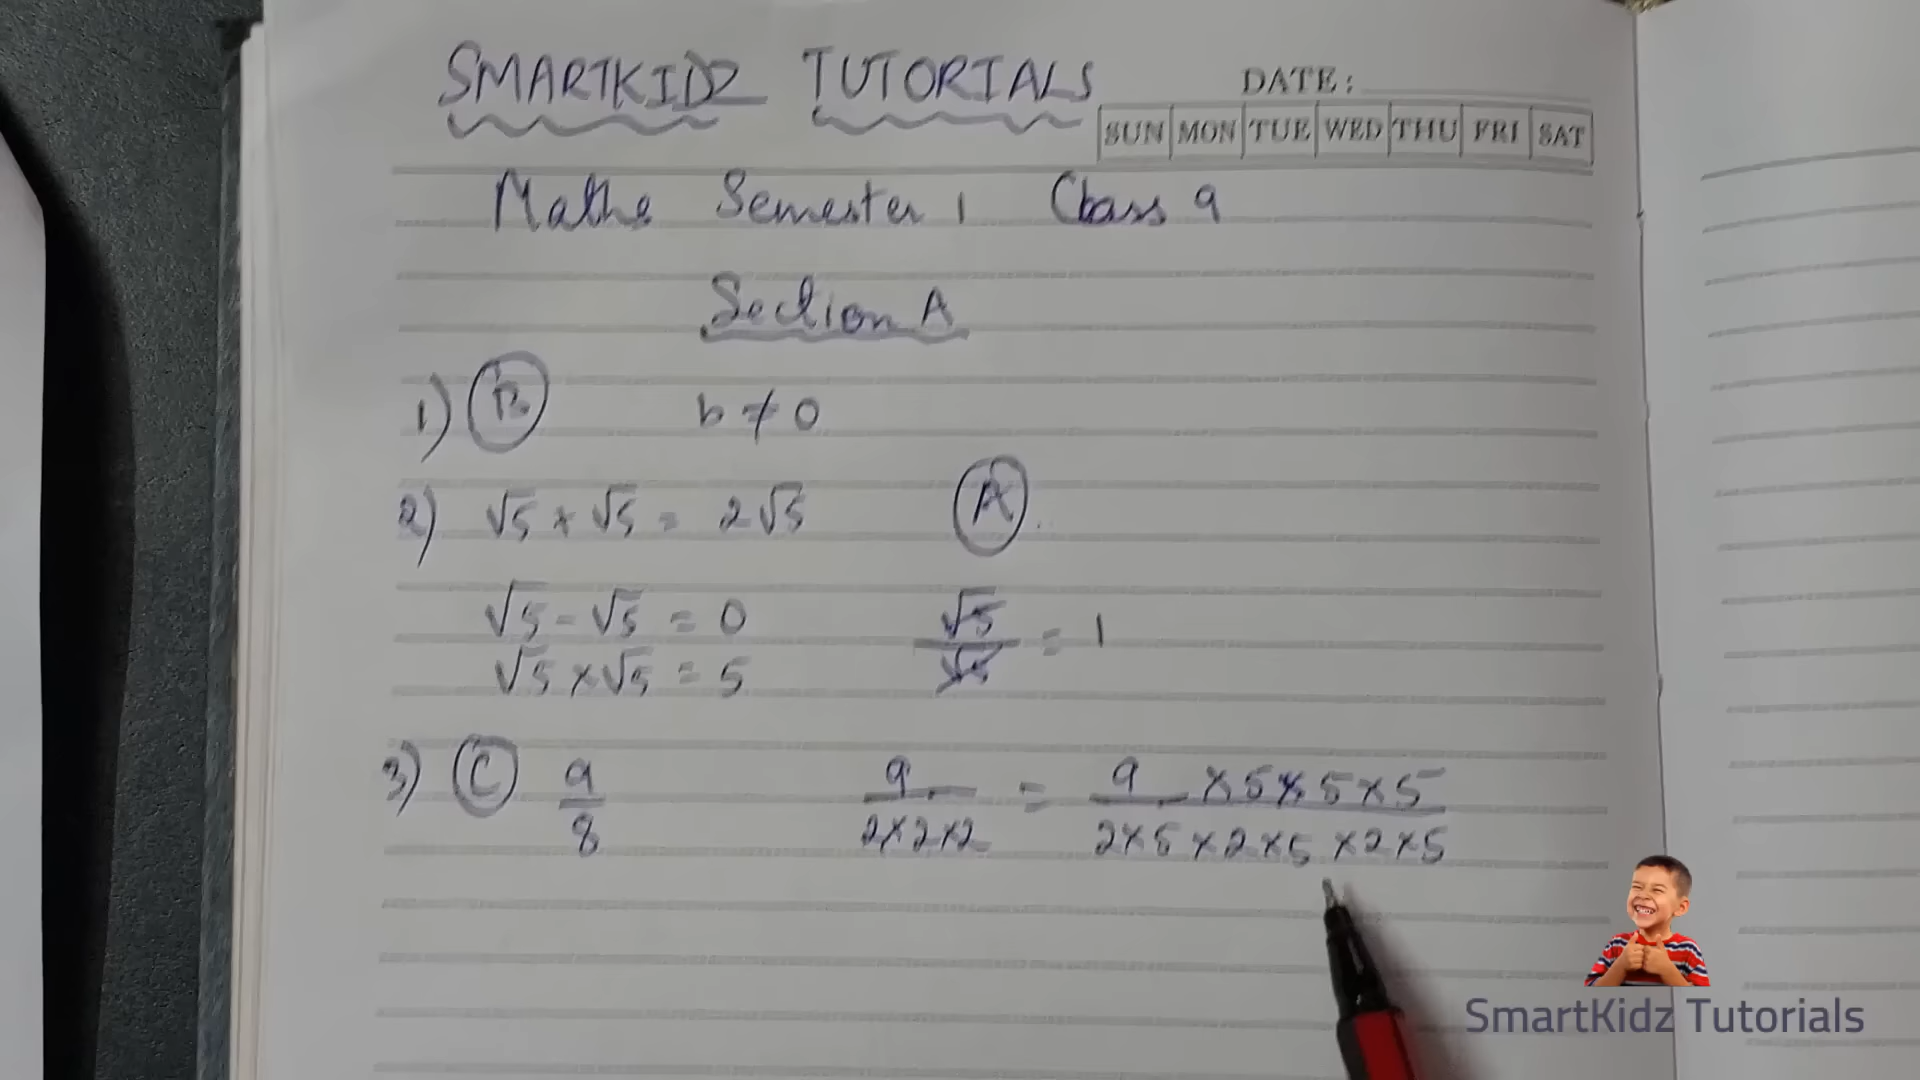 SMARTKIDZ TUTORIALS
DATE:
SUN MON TUE WED THU FRI SAT
Maths Semester 1 Class 9
Section A
1) B b ≠ 0
2) √5 + √5 = 2√5 A.
√5 - √5 = 0 √5/√5 = 1
√5 × √5 = 5
3) C 9/8 9/(2×2×2) = (9 × 5 × 5 × 5)/(2×5 × 2×5 × 2×5)
SmartKidz Tutorials